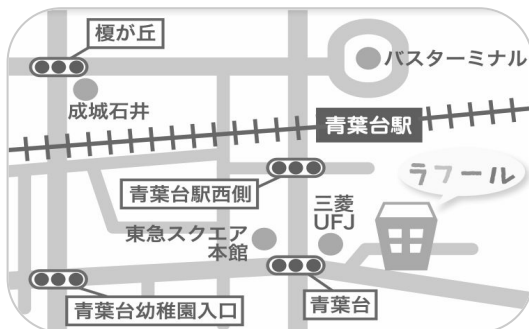 榎が丘
バスターミナル
成城石井
青葉台駅
ラフール
青葉台駅西側
三菱
UFJ
東急スクエア
本館
青葉台幼稚園入口
青葉台